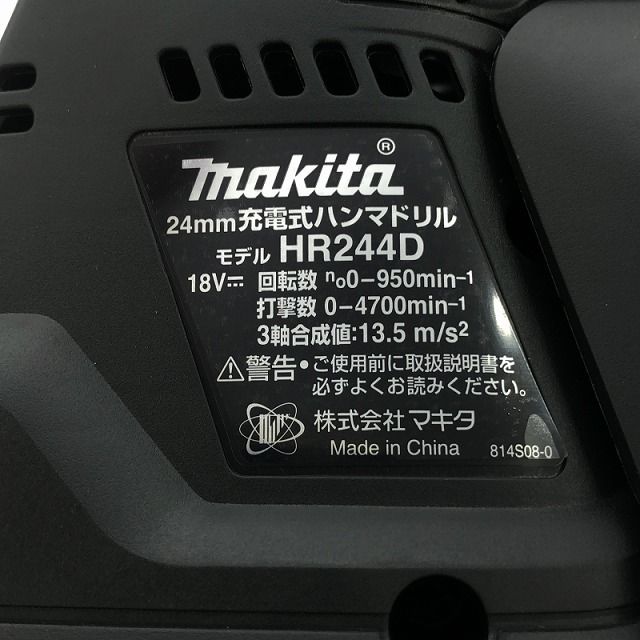 makita®
24mm充電式ハンマドリル
モデル HR244D
18V⎓ 回転数 n₀0-950min⁻¹
打撃数 0-4700min⁻¹
3軸合成値:13.5 m/s²
⚠警告・ご使用前に取扱説明書を
必ずよくお読みください。
株式会社 マキタ
Made in China 814S08-0